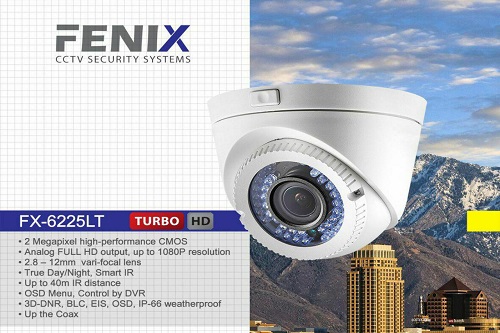 FENIX
CCTV SECURITY SYSTEMS
FX-6225LT TURBO HD
• 2 Megapixel high-performance CMOS
• Analog FULL HD output, up to 1080P resolution
• 2.8 – 12mm vari-focal lens
• True Day/Night, Smart IR
• Up to 40m IR distance
• OSD Menu, Control by DVR
• 3D-DNR, BLC, EIS, OSD, IP-66 weatherproof
• Up the Coax